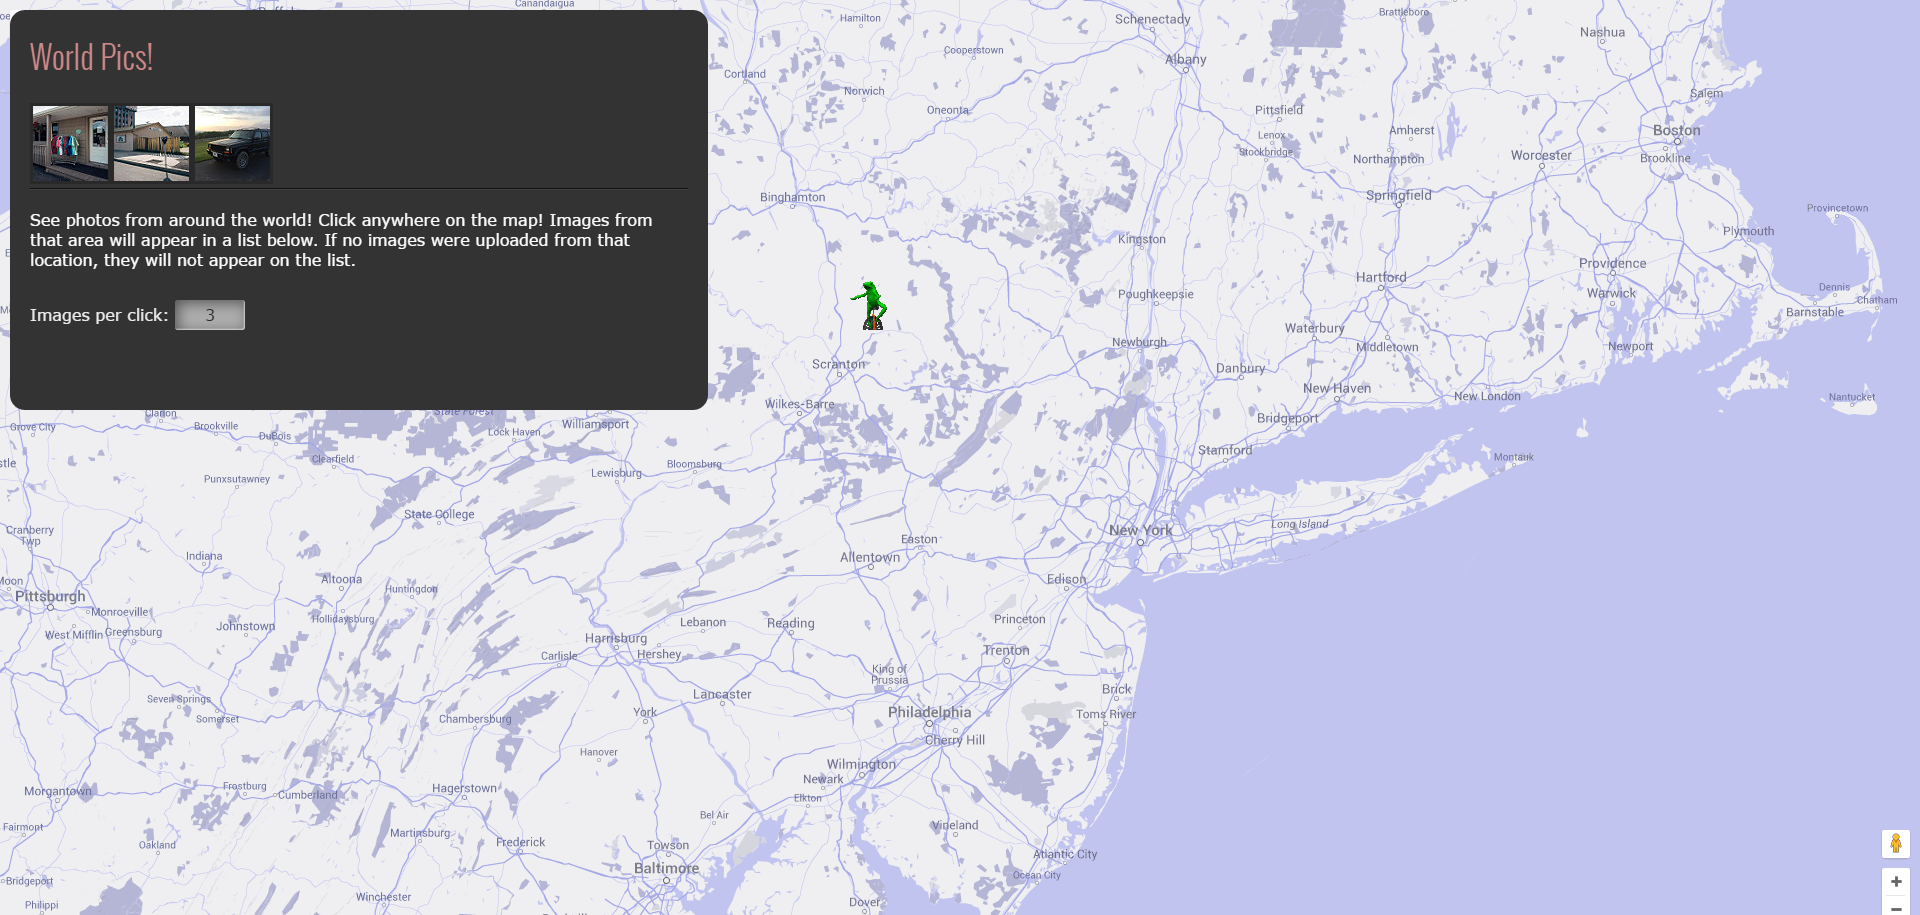 World Pics!
See photos from around the world! Click anywhere on the map! Images from
that area will appear in a list below. If no images were uploaded from that
location, they will not appear on the list.
Images per click: 3
Canandaigua
Hamilton
Schenectady
Brattleboro
Nashua
Cooperstown
Albany
Cortland
Norwich
Oneonta
Pittsfield
Salem
Lenox
Amherst
Boston
Stockbridge
Northampton
Worcester
Brookline
Binghamton
Springfield
Provincetown
Kingston
Plymouth
Hartford
Providence
Poughkeepsie
Warwick
Dennis
Chatham
Waterbury
Barnstable
Newburgh
Middletown
Newport
Scranton
Danbury
New Haven
New London
Nantucket
Wilkes-Barre
Bridgeport
Clarion
State Forest
Grove City
Brookville
DuBois
Lock Haven
Williamsport
Stamford
Clearfield
Bloomsburg
Montauk
Punxsutawney
Lewisburg
State College
Cranberry
Twp
New York
Long Island
Indiana
Easton
Allentown
Altoona
Huntingdon
Edison
Pittsburgh
Monroeville
Hollidaysburg
West Mifflin
Greensburg
Johnstown
Lebanon
Reading
Princeton
Harrisburg
Hershey
Carlisle
Trenton
King of
Prussia
Seven Springs
Lancaster
Brick
Somerset
Chambersburg
York
Philadelphia
Toms River
Hanover
Cherry Hill
Wilmington
Newark
Morgantown
Frostburg
Cumberland
Hagerstown
Elkton
Bel Air
Fairmont
Martinsburg
Vineland
Oakland
Frederick
Towson
Atlantic City
Baltimore
Ocean City
Bridgeport
Winchester
Philippi
Dover